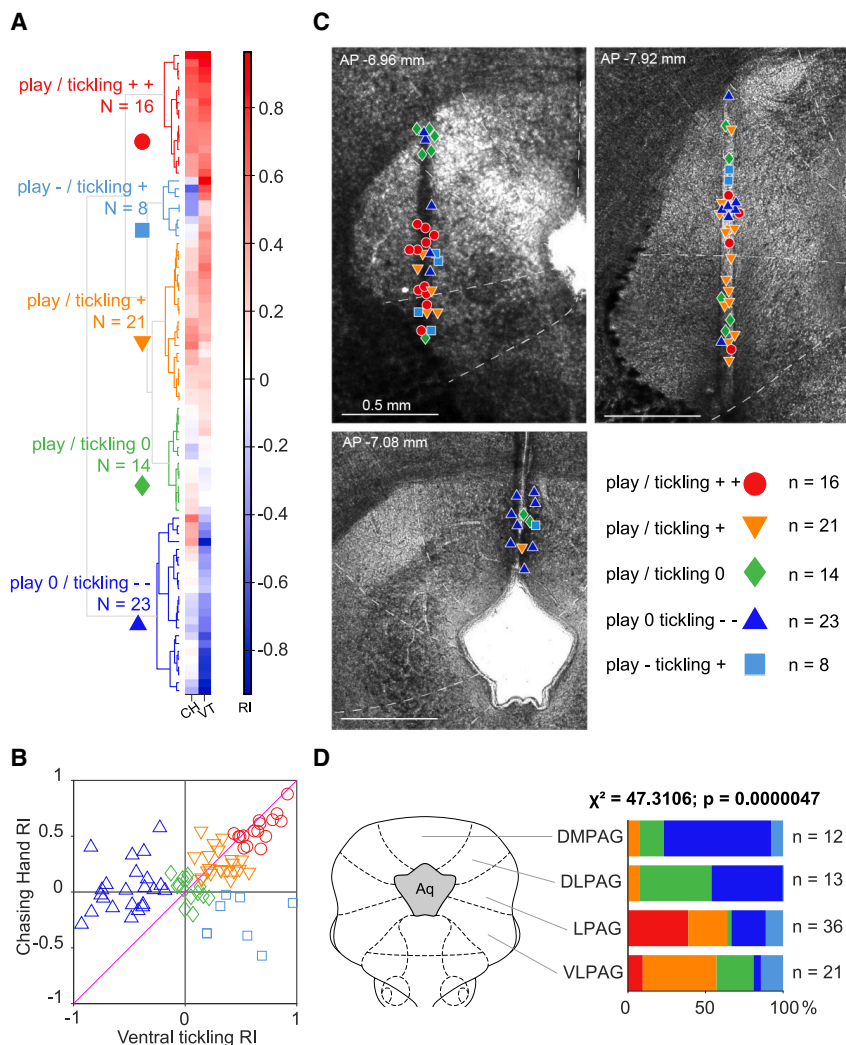 A
play / tickling + +
N = 16
play - / tickling +
N = 8
play / tickling +
N = 21
play / tickling 0
N = 14
play 0 / tickling - -
N = 23
CH
VT
0.8
0.6
0.4
0.2
0
-0.2
-0.4
-0.6
-0.8
RI
C
AP -6.96 mm
0.5 mm
AP -7.92 mm
AP -7.08 mm
play / tickling + + n = 16
play / tickling + n = 21
play / tickling 0 n = 14
play 0 tickling - - n = 23
play - tickling + n = 8
B
Chasing Hand RI
1
0.5
0
-0.5
-1
-1 0 1
Ventral tickling RI
D
χ² = 47.3106; p = 0.0000047
Aq
DMPAG n = 12
DLPAG n = 13
LPAG n = 36
VLPAG n = 21
0 50 100 %